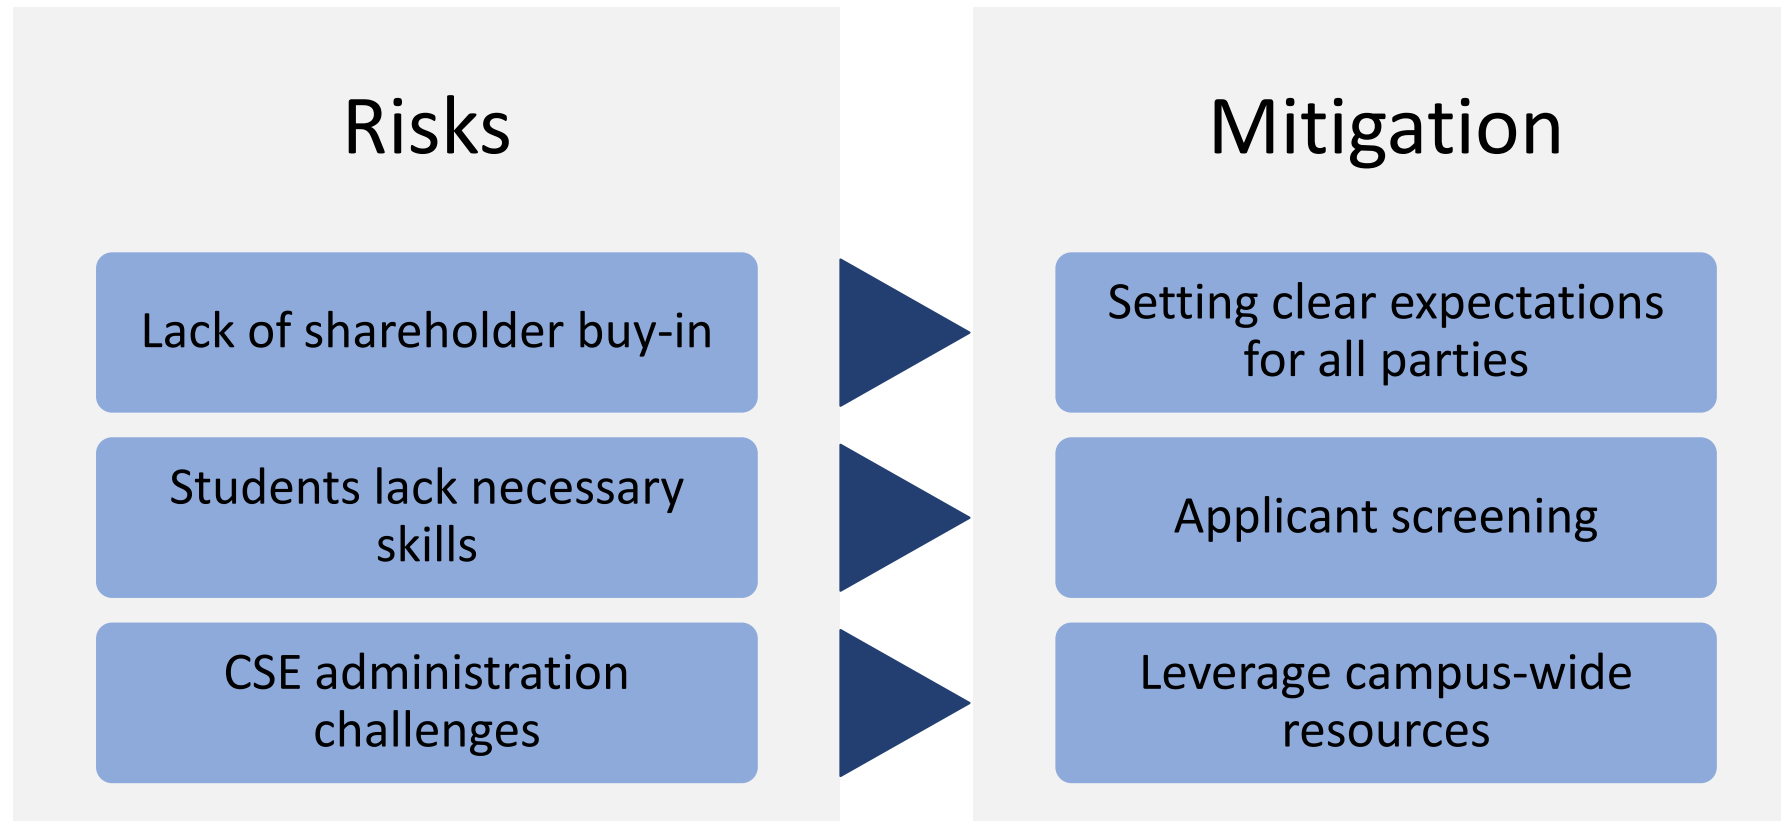 Risks
Lack of shareholder buy-in
Students lack necessary
skills
CSE administration
challenges
Mitigation
Setting clear expectations
for all parties
Applicant screening
Leverage campus-wide
resources